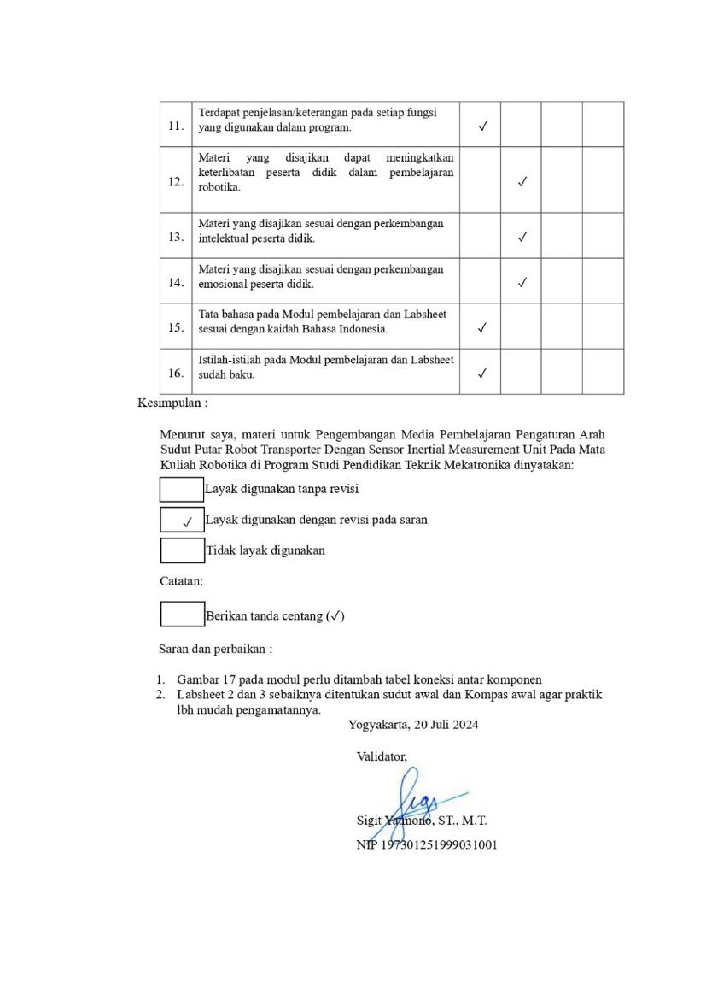 11. Terdapat penjelasan/keterangan pada setiap fungsi
yang digunakan dalam program. ✓
12. Materi yang disajikan dapat meningkatkan
keterlibatan peserta didik dalam pembelajaran
robotika. ✓
13. Materi yang disajikan sesuai dengan perkembangan
intelektual peserta didik. ✓
14. Materi yang disajikan sesuai dengan perkembangan
emosional peserta didik. ✓
15. Tata bahasa pada Modul pembelajaran dan Labsheet
sesuai dengan kaidah Bahasa Indonesia. ✓
16. Istilah-istilah pada Modul pembelajaran dan Labsheet
sudah baku. ✓
Kesimpulan :
Menurut saya, materi untuk Pengembangan Media Pembelajaran Pengaturan Arah
Sudut Putar Robot Transporter Dengan Sensor Inertial Measurement Unit Pada Mata
Kuliah Robotika di Program Studi Pendidikan Teknik Mekatronika dinyatakan:
Layak digunakan tanpa revisi
✓ Layak digunakan dengan revisi pada saran
Tidak layak digunakan
Catatan:
Berikan tanda centang (✓)
Saran dan perbaikan :
1. Gambar 17 pada modul perlu ditambah tabel koneksi antar komponen
2. Labsheet 2 dan 3 sebaiknya ditentukan sudut awal dan Kompas awal agar praktik
lbh mudah pengamatannya.
Yogyakarta, 20 Juli 2024
Validator,
Sigit Yatmono, ST., M.T.
NIP 197301251999031001